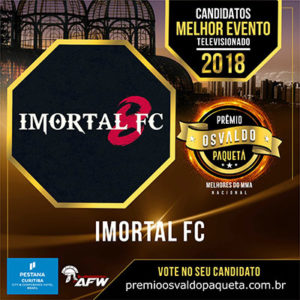 CANDIDATOS
MELHOR EVENTO
TELEVISIONADO
2018
IMORTAL FC
3
PRÊMIO
OSVALDO
PAQUETÁ
MELHORES DO MMA
NACIONAL
IMORTAL FC
PESTANA
CURITIBA
BRASIL
AFW
VOTE NO SEU CANDIDATO
premioosvaldopaqueta.com.br